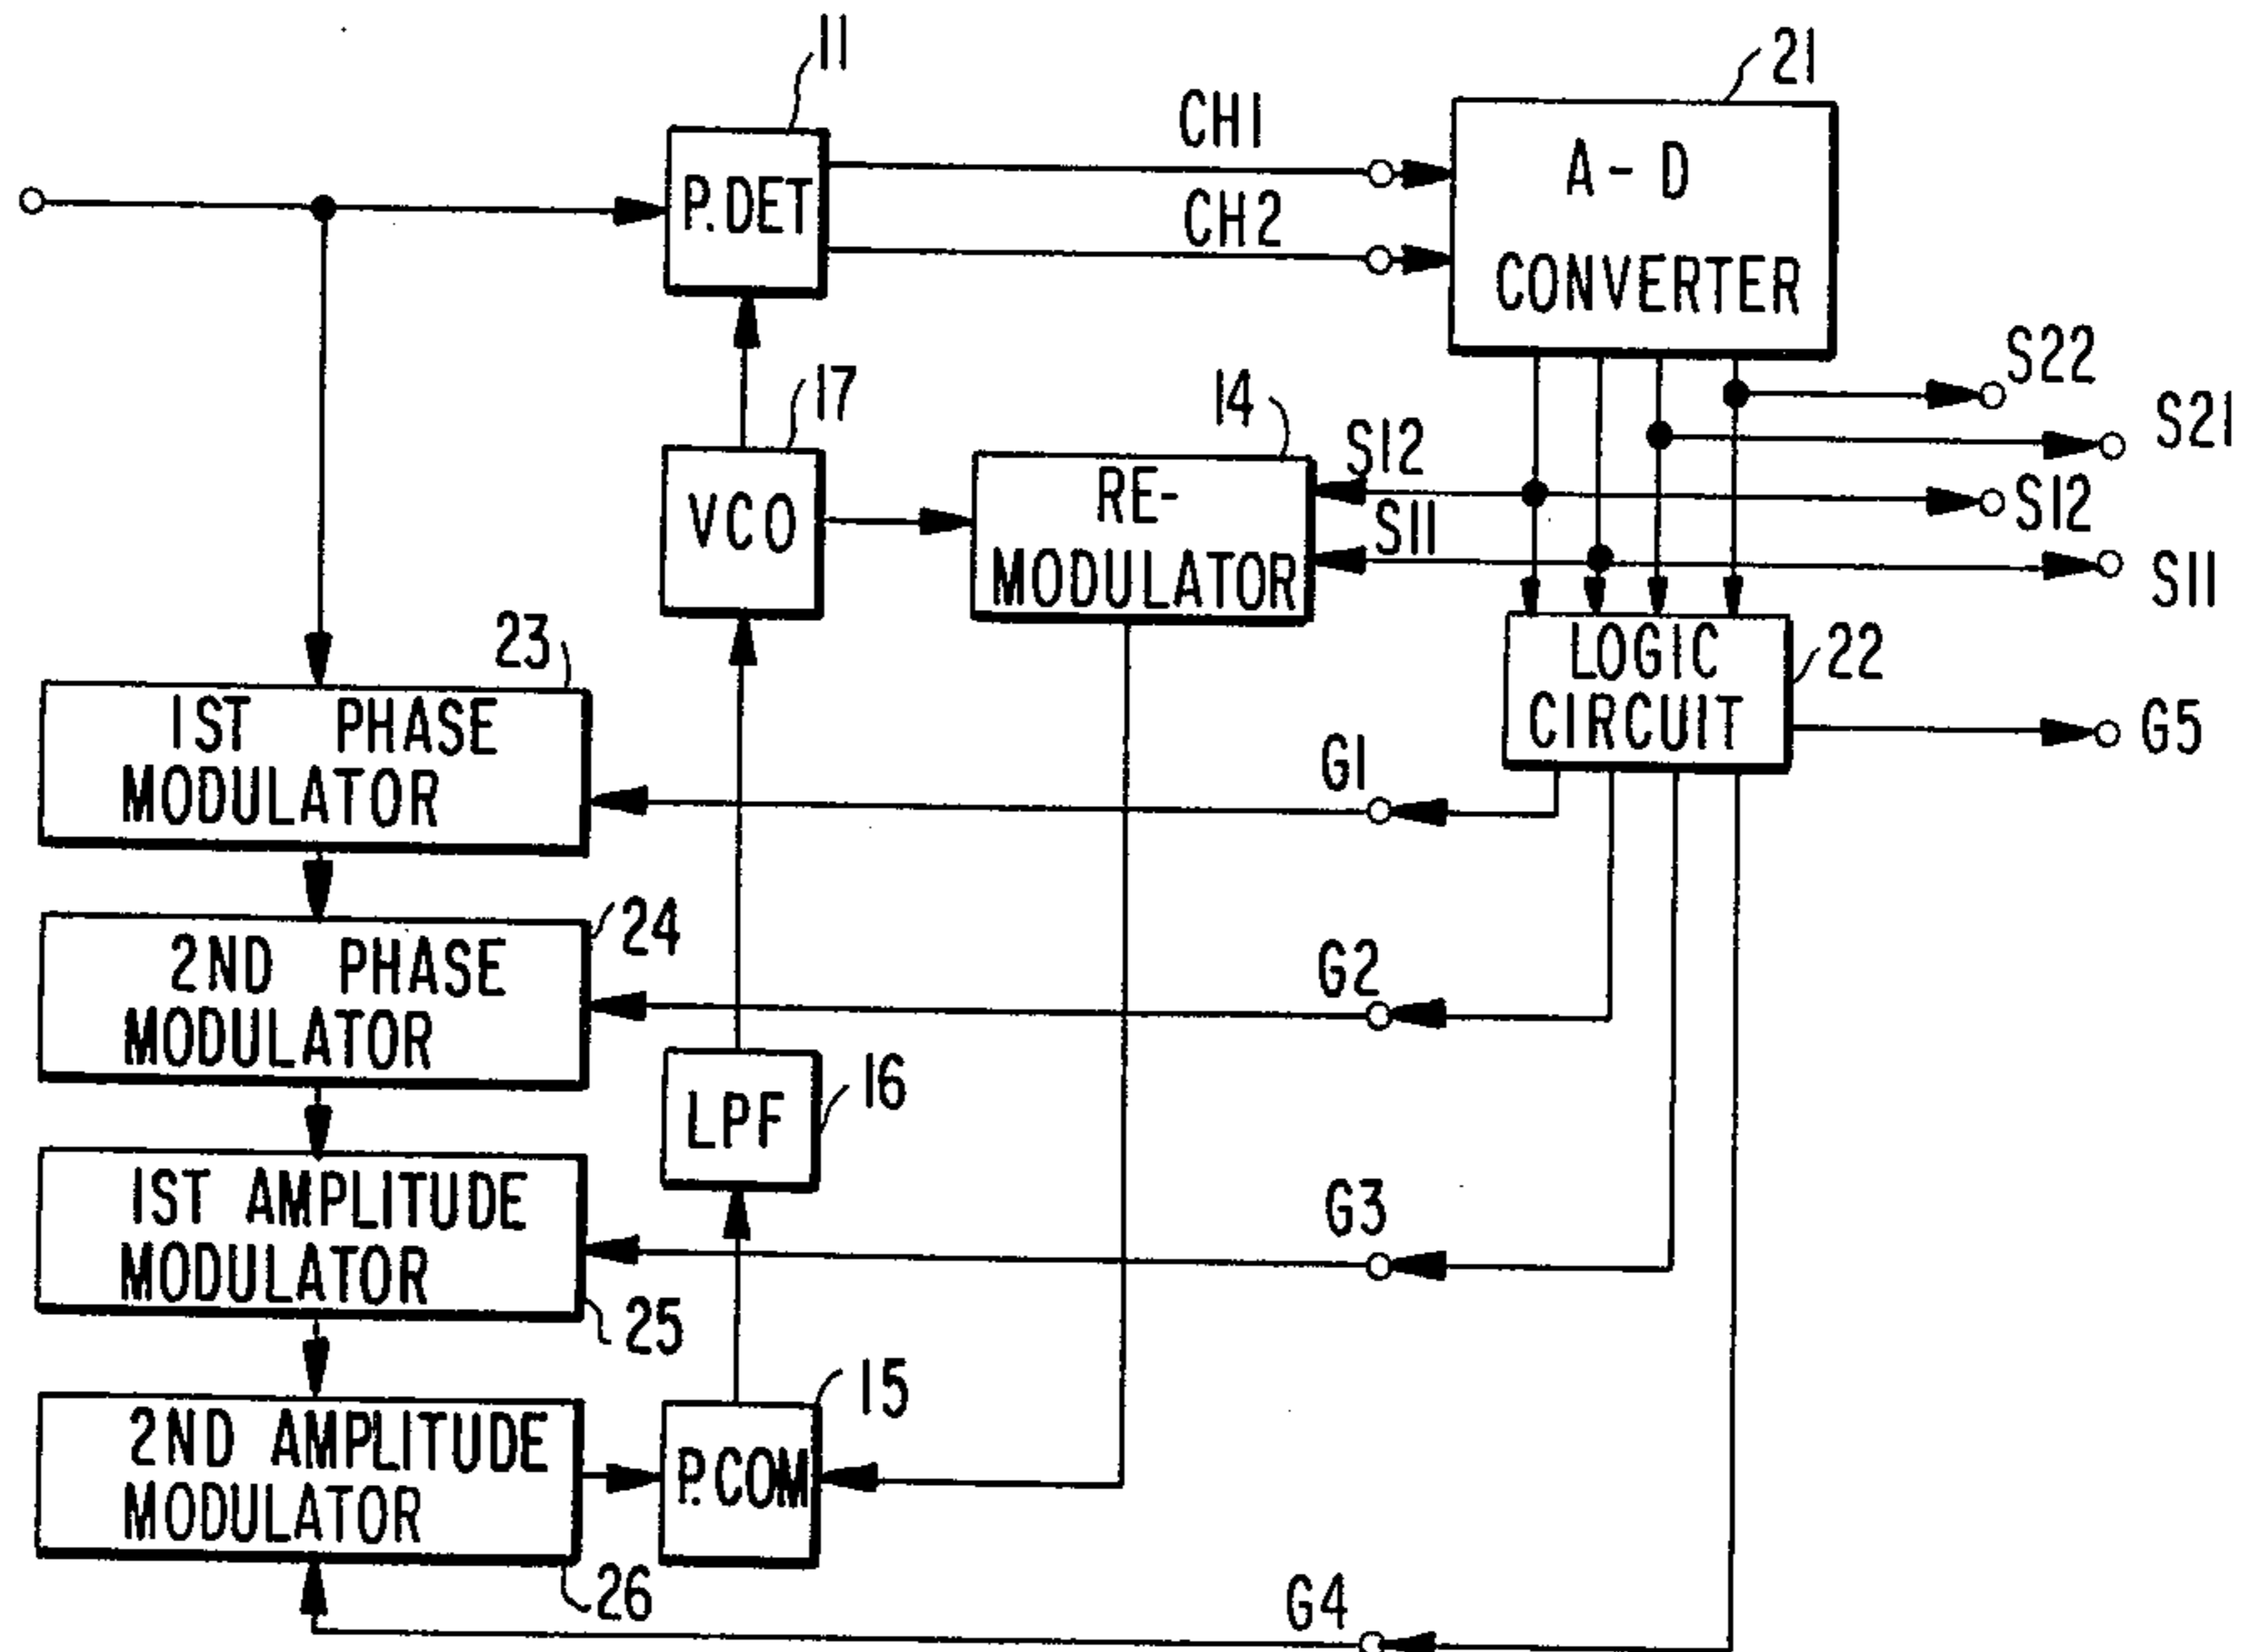 11
P. DET
CH1
CH2
21
A-D
CONVERTER
S22
S21
S12
S11
17
VCO
14
RE-
MODULATOR
S12
S11
LOGIC
CIRCUIT
22
G5
23
1ST PHASE
MODULATOR
G1
24
2ND PHASE
MODULATOR
G2
LPF
16
1ST AMPLITUDE
MODULATOR
25
G3
15
2ND AMPLITUDE
MODULATOR
26
P.COM
G4